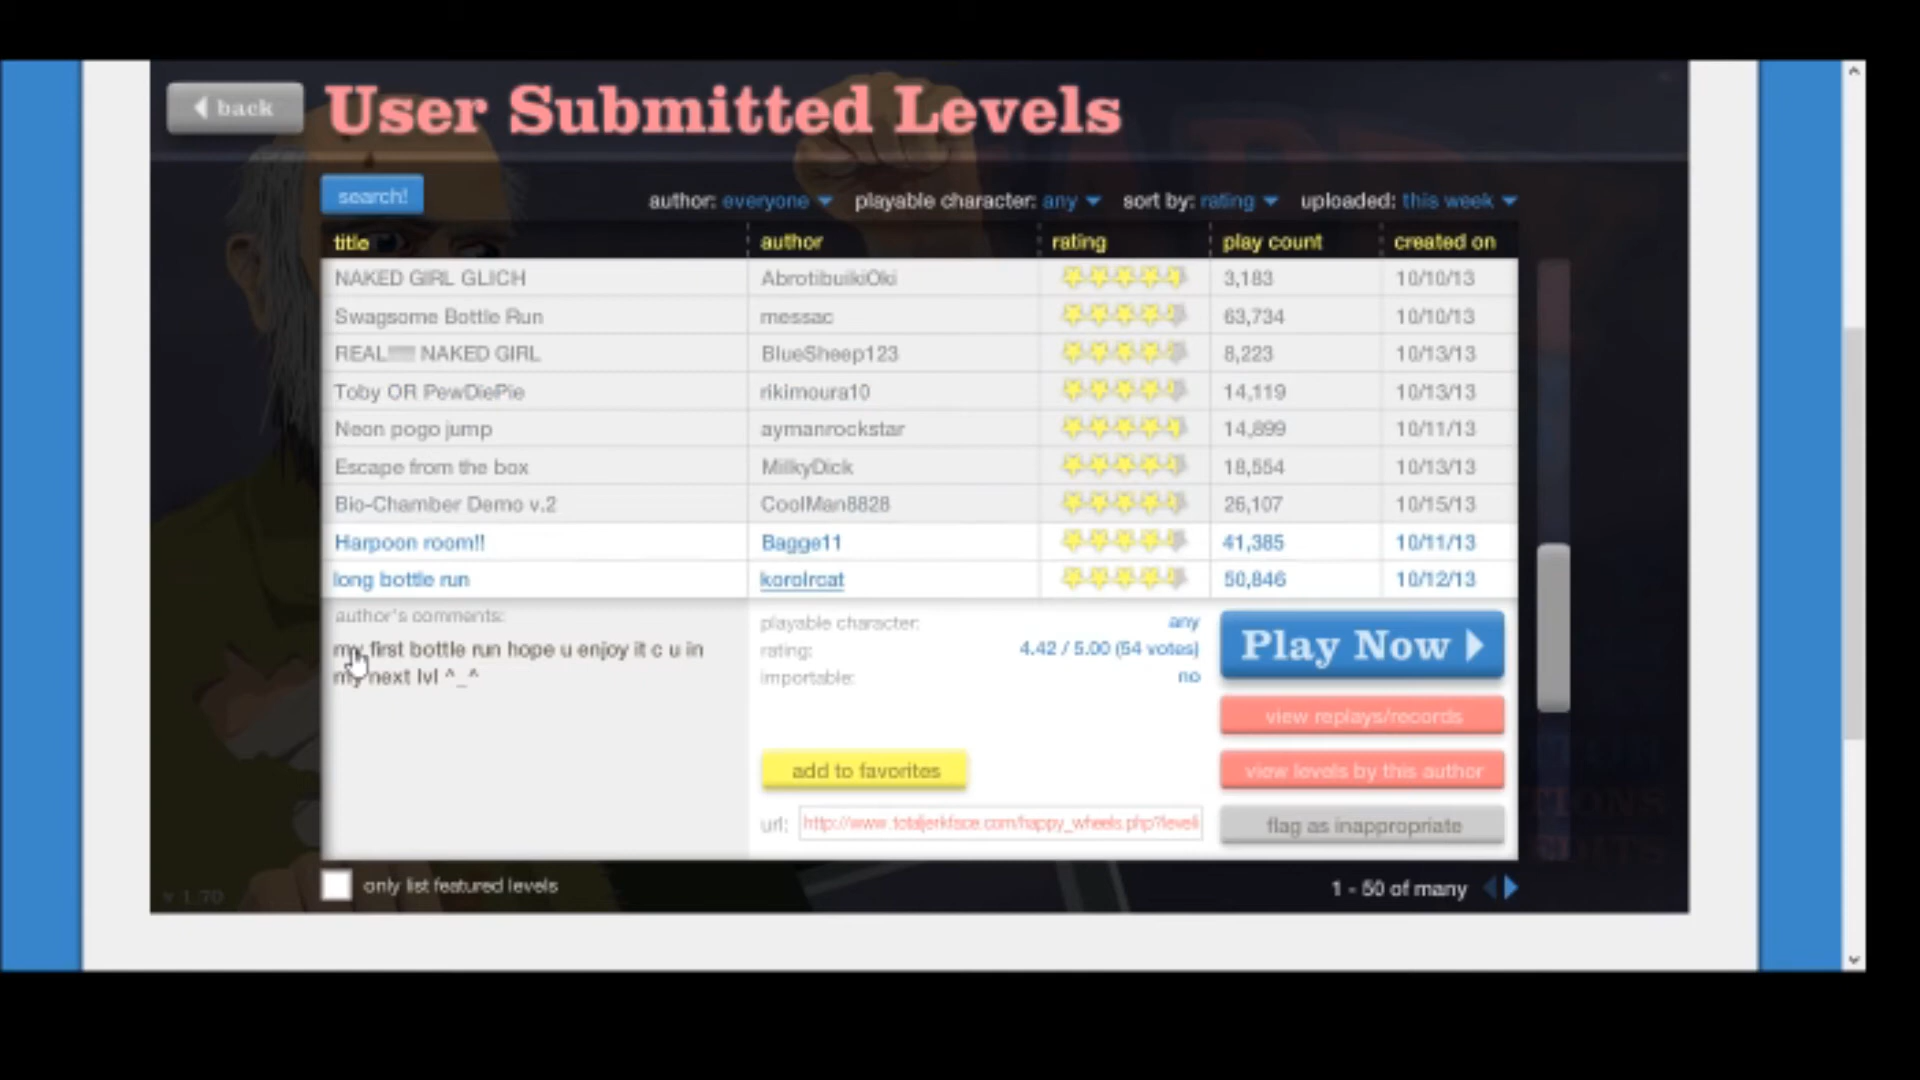 back
User Submitted Levels
search!
author: everyone playable character: any sort by: rating uploaded: this week
title author rating play count created on
NAKED GIRL GLICH AbrotibuikiOki 3,183 10/10/13
Swagsome Bottle Run messac 63,734 10/10/13
REAL!!!!! NAKED GIRL BlueSheep123 8,223 10/13/13
Toby OR PewDiePie rikimoura10 14,119 10/13/13
Neon pogo jump aymanrockstar 14,899 10/11/13
Escape from the box MilkyDick 18,554 10/13/13
Bio-Chamber Demo v.2 CoolMan8828 26,107 10/15/13
Harpoon room!! Bagge11 41,385 10/11/13
long bottle run korolrcat 50,846 10/12/13
author's comments:
my first bottle run hope u enjoy it c u in
my next lvl ^_^
playable character: any
rating: 4.42 / 5.00 (54 votes)
importable: no
Play Now
view replays/records
add to favorites
view levels by this author
url: http://www.totaljerkface.com/happy_wheels.php?leveli
flag as inappropriate
only list featured levels
1 - 50 of many
v 1.70